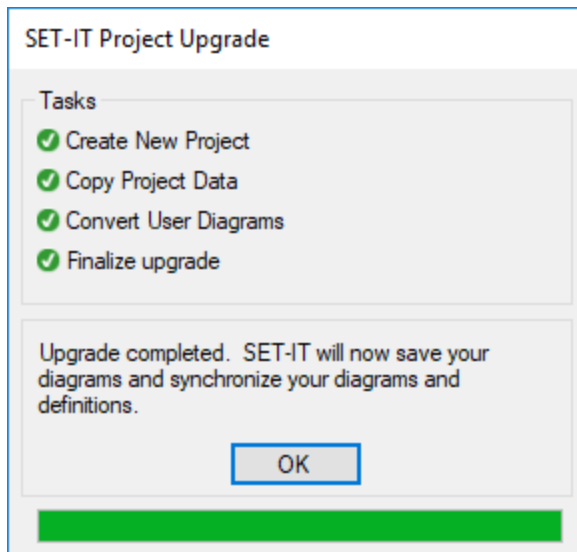 SET-IT Project Upgrade
Tasks
Create New Project
Copy Project Data
Convert User Diagrams
Finalize upgrade
Upgrade completed.  SET-IT will now save your
diagrams and synchronize your diagrams and
definitions.
OK